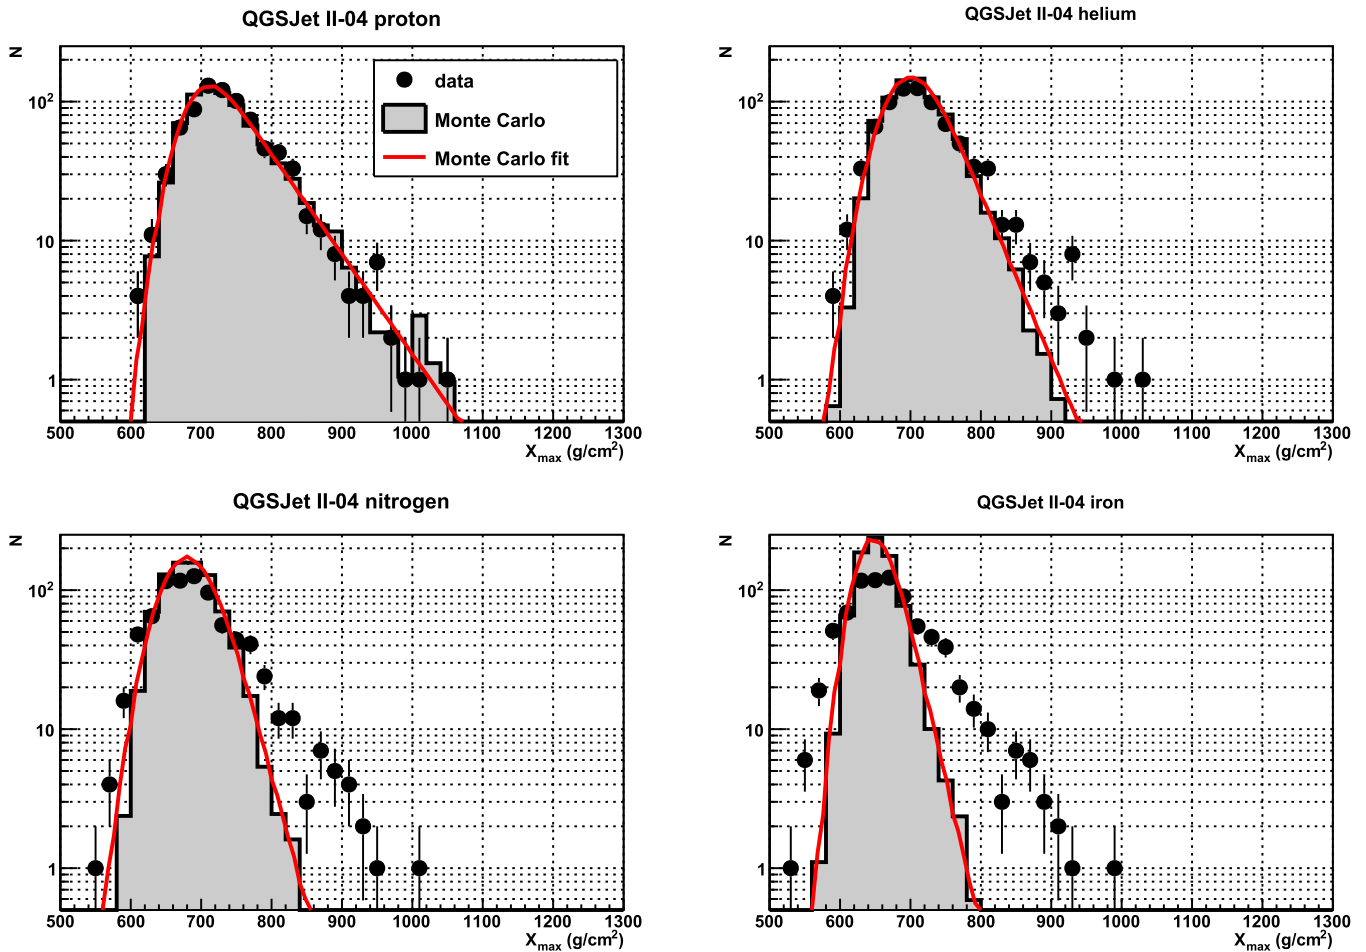 QGSJet II-04 proton
N
data
Monte Carlo
Monte Carlo fit
10²
10
1
500 600 700 800 900 1000 1100 1200 1300
Xmax (g/cm²)
QGSJet II-04 helium
N
10²
10
1
500 600 700 800 900 1000 1100 1200 1300
Xmax (g/cm²)
QGSJet II-04 nitrogen
N
10²
10
1
500 600 700 800 900 1000 1100 1200 1300
Xmax (g/cm²)
QGSJet II-04 iron
N
10²
10
1
500 600 700 800 900 1000 1100 1200 1300
Xmax (g/cm²)